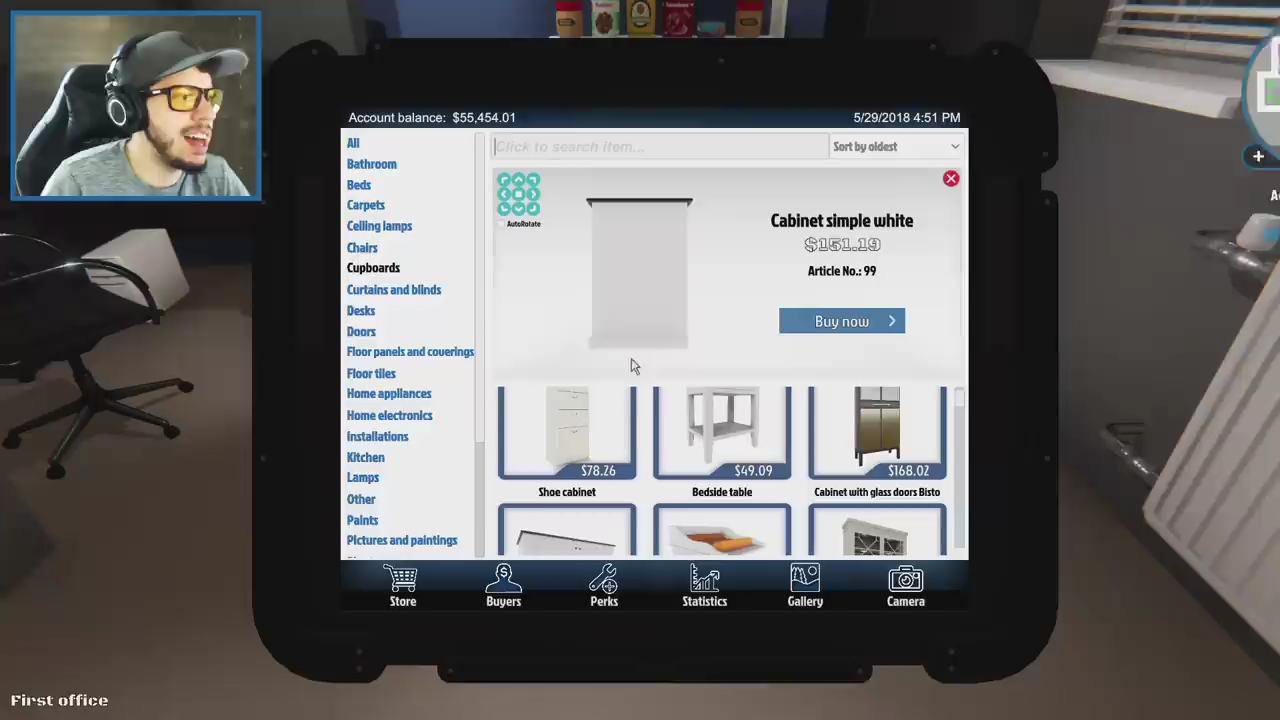 Account balance: $55,454.01
5/29/2018 4:51 PM
All
Bathroom
Beds
Carpets
Ceiling lamps
Chairs
Cupboards
Curtains and blinds
Desks
Doors
Floor panels and coverings
Floor tiles
Home appliances
Home electronics
Installations
Kitchen
Lamps
Other
Paints
Pictures and paintings
Click to search item...
Sort by oldest
AutoRotate
Cabinet simple white
$151.19
Article No.: 99
Buy now
$78.26
$49.09
$168.02
Shoe cabinet
Bedside table
Cabinet with glass doors Bisto
Store
Buyers
Perks
Statistics
Gallery
Camera
First office